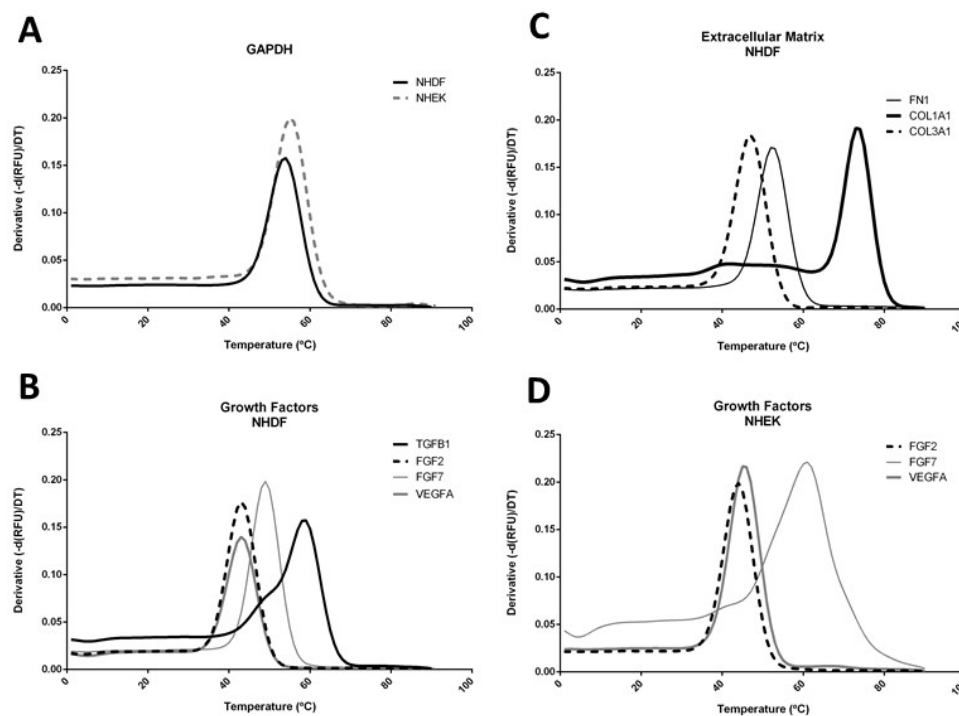 A
GAPDH
NHDF
NHEK
Derivative (-d(RFU)/DT)
0.25
0.20
0.15
0.10
0.05
0.00
0
20
40
60
80
100
Temperature (ºC)
B
Growth Factors
NHDF
TGFB1
FGF2
FGF7
VEGFA
Derivative (-d(RFU)/DT)
0.25
0.20
0.15
0.10
0.05
0.00
0
20
40
60
80
100
Temperature (ºC)
C
Extracellular Matrix
NHDF
FN1
COL1A1
COL3A1
Derivative (-d(RFU)/DT)
0.25
0.20
0.15
0.10
0.05
0.00
0
20
40
60
80
100
Temperature (ºC)
D
Growth Factors
NHEK
FGF2
FGF7
VEGFA
Derivative (-d(RFU)/DT)
0.25
0.20
0.15
0.10
0.05
0.00
0
20
40
60
80
100
Temperature (ºC)